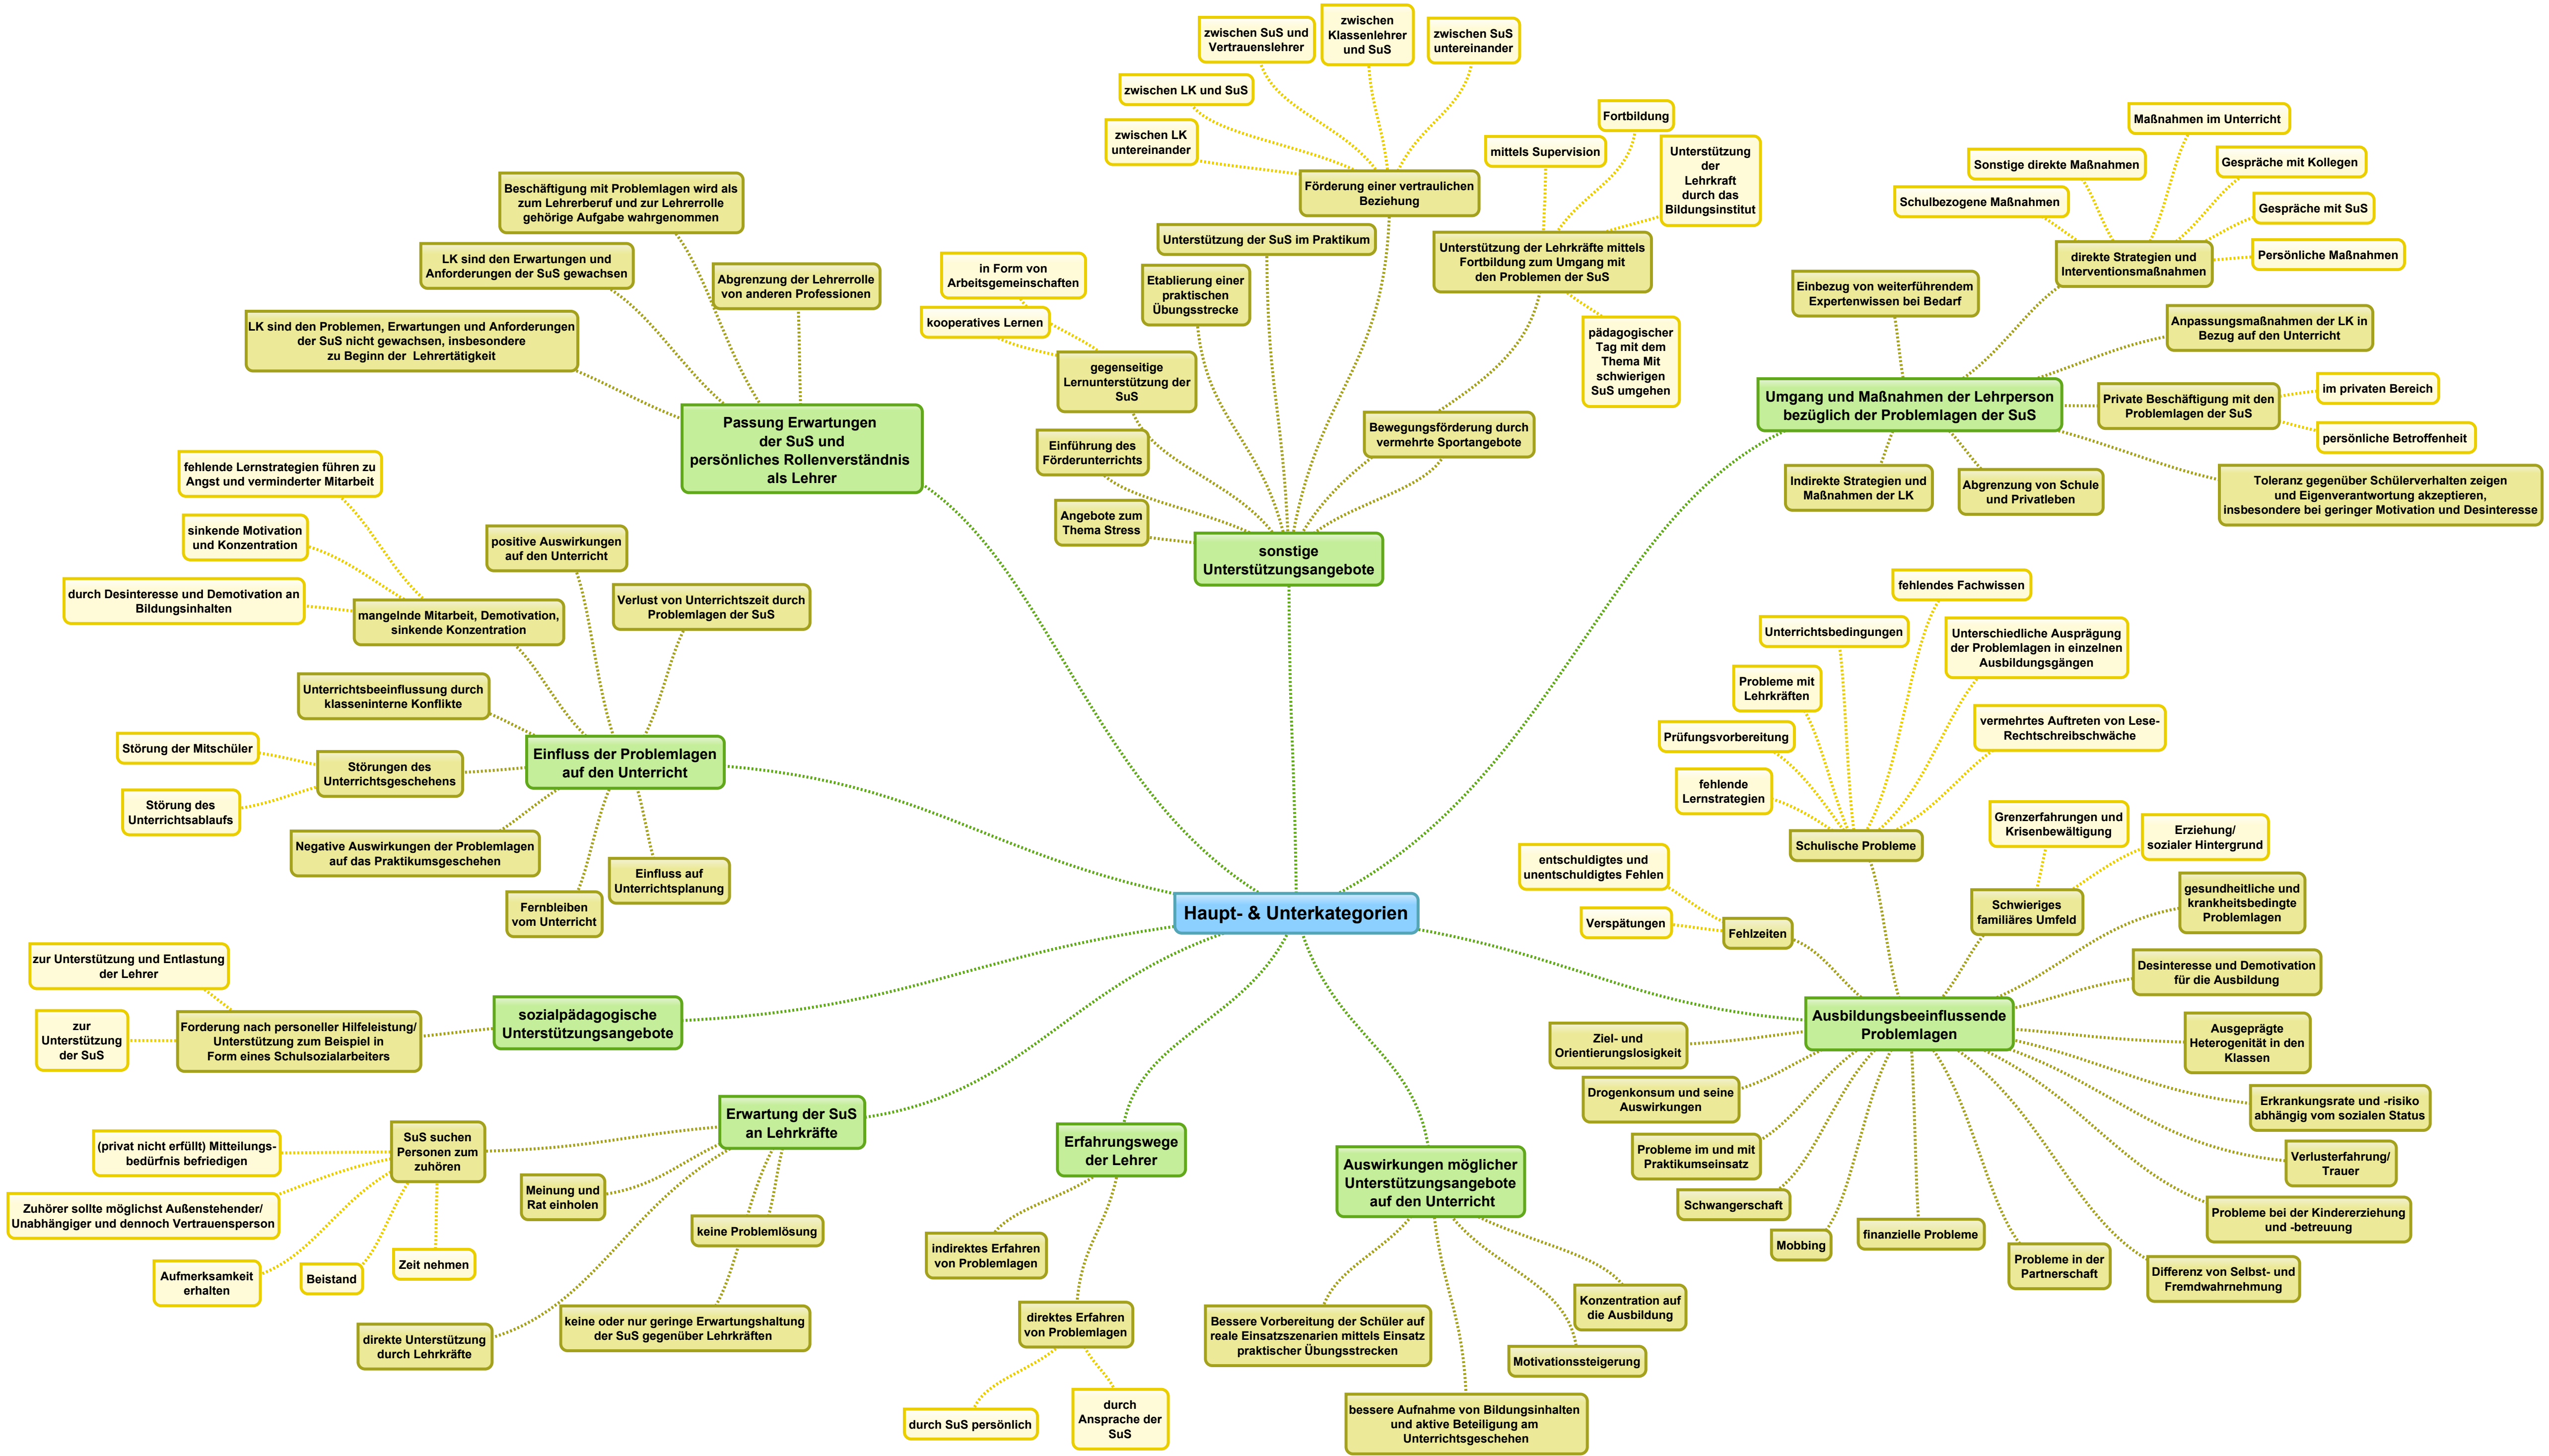 zwischen SuS und
Vertrauenslehrer
zwischen
Klassenlehrer
und SuS
zwischen SuS
untereinander
zwischen LK und SuS
zwischen LK
untereinander
Förderung einer vertraulichen
Beziehung
mittels Supervision
Fortbildung
Unterstützung
der
Lehrkraft
durch das
Bildungsinstitut
Unterstützung der Lehrkräfte mittels
Fortbildung zum Umgang mit
den Problemen der SuS
pädagogischer
Tag mit dem
Thema Mit
schwierigen
SuS umgehen
Unterstützung der SuS im Praktikum
Etablierung einer
praktischen
Übungsstrecke
in Form von
Arbeitsgemeinschaften
kooperatives Lernen
gegenseitige
Lernunterstützung der
SuS
Einführung des
Förderunterrichts
Angebote zum
Thema Stress
Bewegungsförderung durch
vermehrte Sportangebote
sonstige
Unterstützungsangebote
Beschäftigung mit Problemlagen wird als
zum Lehrerberuf und zur Lehrerrolle
gehörige Aufgabe wahrgenommen
LK sind den Erwartungen und
Anforderungen der SuS gewachsen
Abgrenzung der Lehrerrolle
von anderen Professionen
LK sind den Problemen, Erwartungen und Anforderungen
der SuS nicht gewachsen, insbesondere
zu Beginn der Lehrertätigkeit
Passung Erwartungen
der SuS und
persönliches Rollenverständnis
als Lehrer
Maßnahmen im Unterricht
Sonstige direkte Maßnahmen
Gespräche mit Kollegen
Schulbezogene Maßnahmen
Gespräche mit SuS
Persönliche Maßnahmen
direkte Strategien und
Interventionsmaßnahmen
Einbezug von weiterführendem
Expertenwissen bei Bedarf
Anpassungsmaßnahmen der LK in
Bezug auf den Unterricht
Umgang und Maßnahmen der Lehrperson
bezüglich der Problemlagen der SuS
Private Beschäftigung mit den
Problemlagen der SuS
im privaten Bereich
persönliche Betroffenheit
Indirekte Strategien und
Maßnahmen der LK
Abgrenzung von Schule
und Privatleben
Toleranz gegenüber Schülerverhalten zeigen
und Eigenverantwortung akzeptieren,
insbesondere bei geringer Motivation und Desinteresse
fehlende Lernstrategien führen zu
Angst und verminderter Mitarbeit
sinkende Motivation
und Konzentration
durch Desinteresse und Demotivation an
Bildungsinhalten
mangelnde Mitarbeit, Demotivation,
sinkende Konzentration
positive Auswirkungen
auf den Unterricht
Verlust von Unterrichtszeit durch
Problemlagen der SuS
Unterrichtsbeeinflussung durch
klasseninterne Konflikte
Störung der Mitschüler
Störungen des
Unterrichtsgeschehens
Störung des
Unterrichtsablaufs
Einfluss der Problemlagen
auf den Unterricht
Negative Auswirkungen der Problemlagen
auf das Praktikumsgeschehen
Einfluss auf
Unterrichtsplanung
Fernbleiben
vom Unterricht
Haupt- & Unterkategorien
fehlendes Fachwissen
Unterrichtsbedingungen
Unterschiedliche Ausprägung
der Problemlagen in einzelnen
Ausbildungsgängen
Probleme mit
Lehrkräften
vermehrtes Auftreten von Lese-
Rechtschreibschwäche
Prüfungsvorbereitung
fehlende
Lernstrategien
Schulische Probleme
Grenzerfahrungen und
Krisenbewältigung
Erziehung/
sozialer Hintergrund
Schwieriges
familiäres Umfeld
entschuldigtes und
unentschuldigtes Fehlen
Verspätungen
Fehlzeiten
gesundheitliche und
krankheitsbedingte
Problemlagen
Desinteresse und Demotivation
für die Ausbildung
Ausbildungsbeeinflussende
Problemlagen
Ausgeprägte
Heterogenität in den
Klassen
Ziel- und
Orientierungslosigkeit
Drogenkonsum und seine
Auswirkungen
Erkrankungsrate und -risiko
abhängig vom sozialen Status
Probleme im und mit
Praktikumseinsatz
Verlusterfahrung/
Trauer
Schwangerschaft
Probleme bei der Kindererziehung
und -betreuung
Mobbing
finanzielle Probleme
Probleme in der
Partnerschaft
Differenz von Selbst- und
Fremdwahrnehmung
zur Unterstützung und Entlastung
der Lehrer
zur
Unterstützung
der SuS
Forderung nach personeller Hilfeleistung/
Unterstützung zum Beispiel in
Form eines Schulsozialarbeiters
sozialpädagogische
Unterstützungsangebote
Erwartung der SuS
an Lehrkräfte
SuS suchen
Personen zum
zuhören
(privat nicht erfüllt) Mitteilungs-
bedürfnis befriedigen
Zuhörer sollte möglichst Außenstehender/
Unabhängiger und dennoch Vertrauensperson
Aufmerksamkeit
erhalten
Beistand
Zeit nehmen
Meinung und
Rat einholen
keine Problemlösung
direkte Unterstützung
durch Lehrkräfte
keine oder nur geringe Erwartungshaltung
der SuS gegenüber Lehrkräften
Erfahrungswege
der Lehrer
indirektes Erfahren
von Problemlagen
direktes Erfahren
von Problemlagen
durch SuS persönlich
durch
Ansprache der
SuS
Auswirkungen möglicher
Unterstützungsangebote
auf den Unterricht
Bessere Vorbereitung der Schüler auf
reale Einsatzszenarien mittels Einsatz
praktischer Übungsstrecken
Konzentration auf
die Ausbildung
Motivationssteigerung
bessere Aufnahme von Bildungsinhalten
und aktive Beteiligung am
Unterrichtsgeschehen